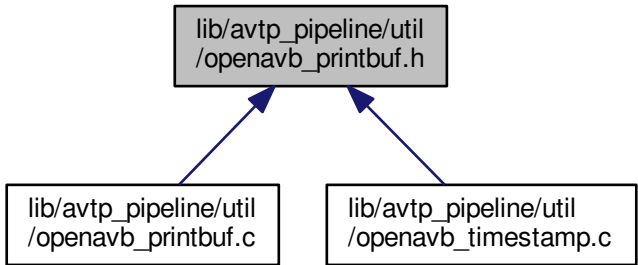 lib/avtp_pipeline/util
/openavb_printbuf.h
lib/avtp_pipeline/util
/openavb_printbuf.c
lib/avtp_pipeline/util
/openavb_timestamp.c